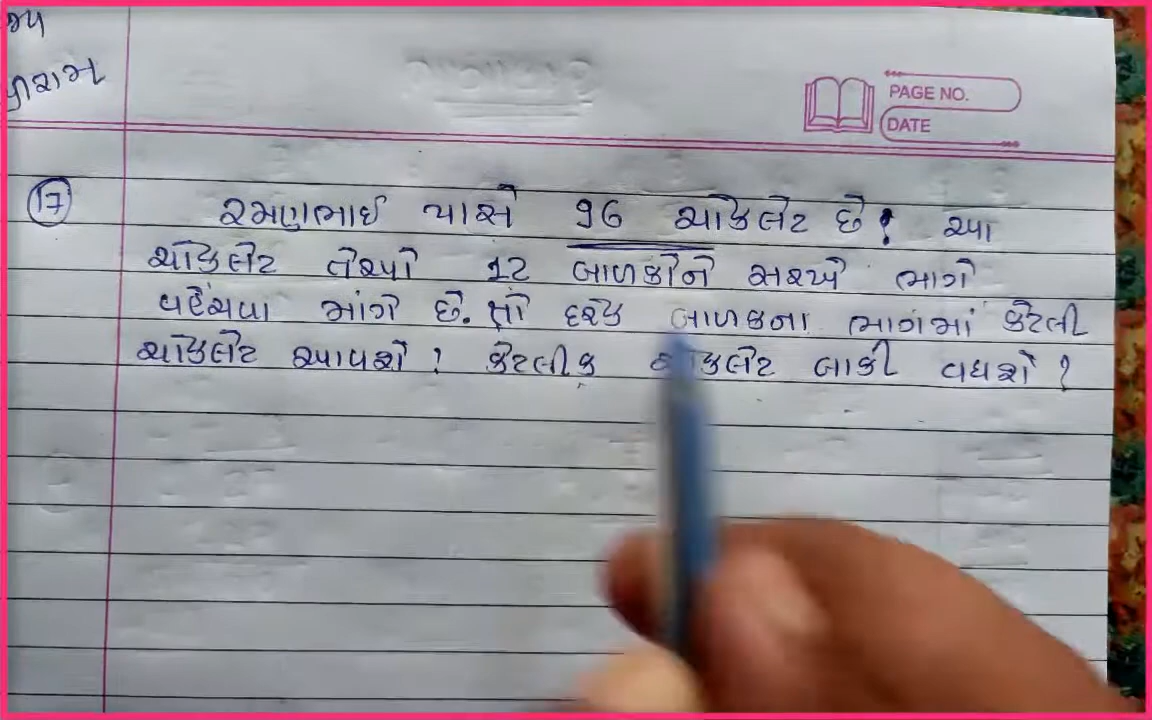 PAGE NO.
DATE
17 રમણભાઈ પાસે 96 ચોકલેટ છે. આ
ચોકલેટ તેઓ 12 બાળકોને સરખે ભાગે
વહેંચવા માંગે છે. તો દરેક બાળકના ભાગમાં કેટલી
ચોકલેટ આવશે ? કેટલીક ચોકલેટ બાકી વધશે ?